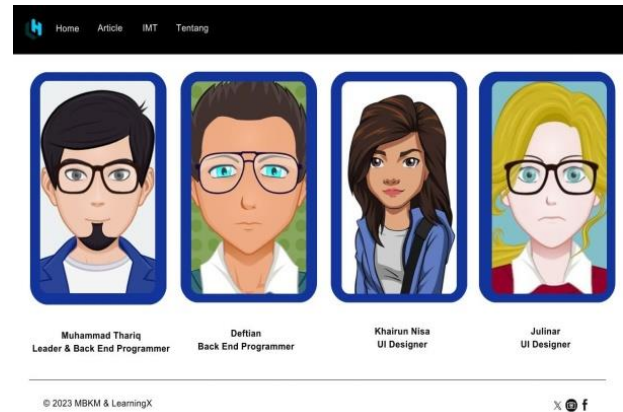 Home Article IMT Tentang
Muhammad Thariq
Leader & Back End Programmer
Deftian
Back End Programmer
Khairun Nisa
UI Designer
Julinar
UI Designer
© 2023 MBKM & LearningX